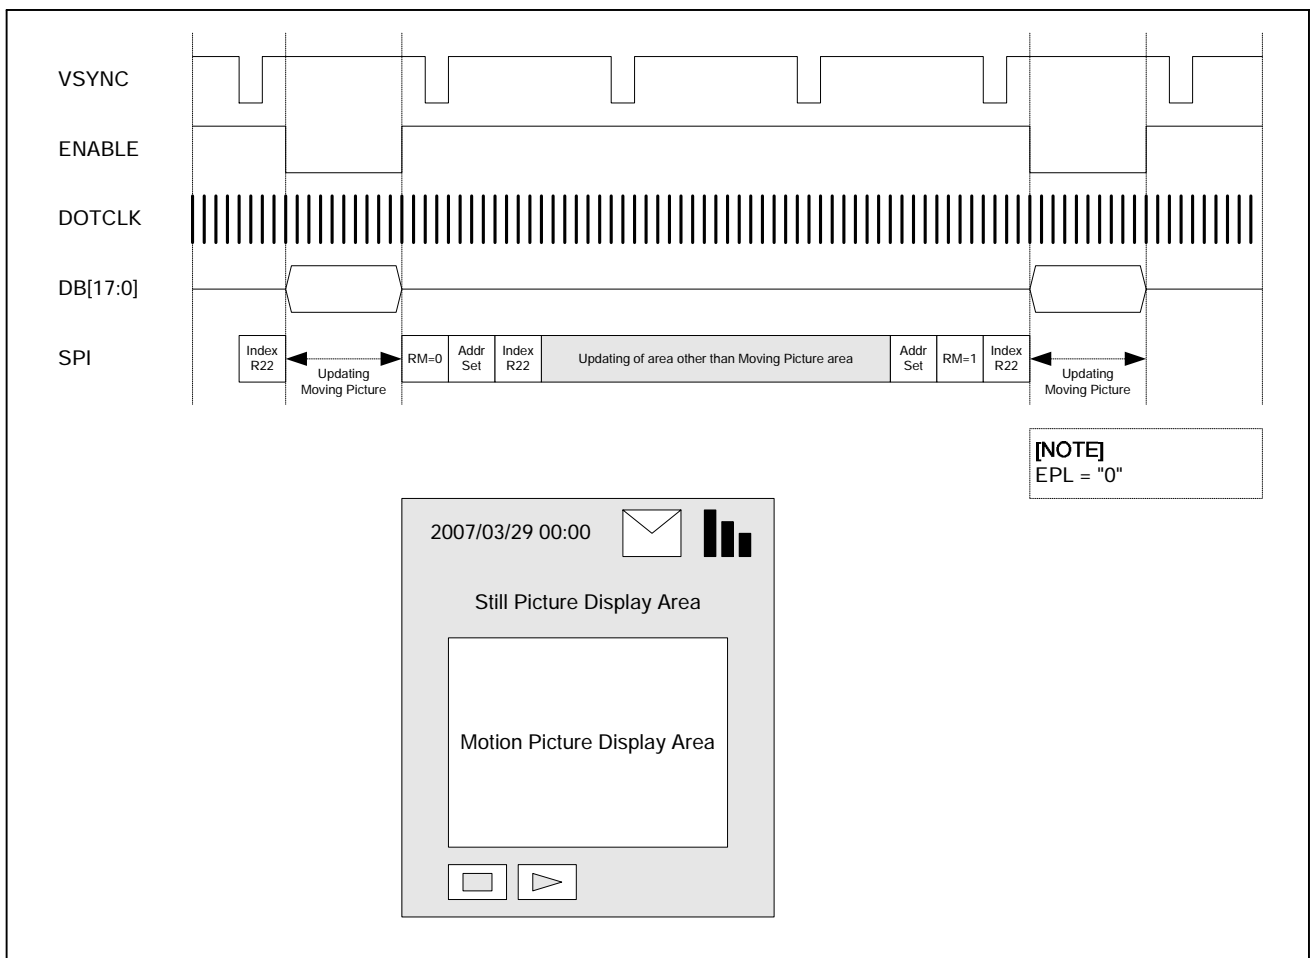 VSYNC
ENABLE
DOTCLK
DB[17:0]
SPI
Index
R22
Updating
Moving Picture
RM=0
Addr
Set
Index
R22
Updating of area other than Moving Picture area
Addr
Set
RM=1
Index
R22
Updating
Moving Picture
[NOTE]
EPL = "0"
2007/03/29 00:00
Still Picture Display Area
Motion Picture Display Area